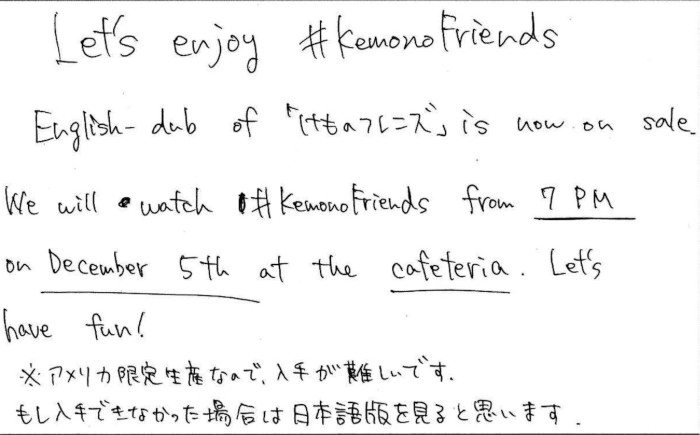 Let's enjoy #KemonoFriends
English-dub of 「けものフレンズ」 is now on sale.
We will watch #KemonoFriends from 7 PM
on December 5th at the cafeteria. Let's
have fun!
※アメリカ限定生産なので、入手が難しいです.
もし入手できなかった場合は日本語版を見ると思います.